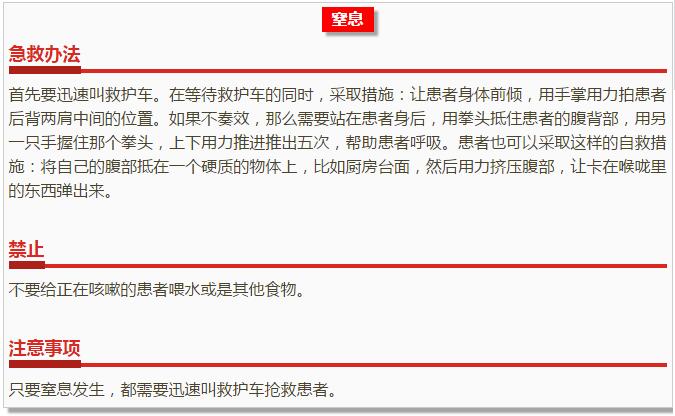 窒息
急救办法
首先要迅速叫救护车。在等待救护车的同时，采取措施：让患者身体前倾，用手掌用力拍患者
后背两肩中间的位置。如果不奏效，那么需要站在患者身后，用拳头抵住患者的腹背部，用另
一只手握住那个拳头，上下用力推进推出五次，帮助患者呼吸。患者也可以采取这样的自救措
施：将自己的腹部抵在一个硬质的物体上，比如厨房台面，然后用力挤压腹部，让卡在喉咙里
的东西弹出来。
禁止
不要给正在咳嗽的患者喂水或是其他食物。
注意事项
只要窒息发生，都需要迅速叫救护车抢救患者。